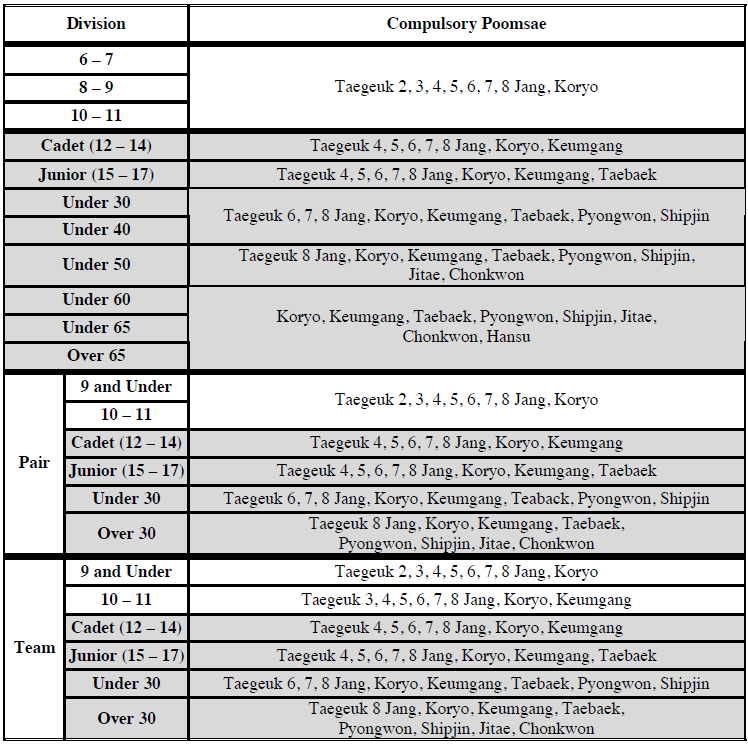 Division Compulsory Poomsae
6 – 7
8 – 9
Taegeuk 2, 3, 4, 5, 6, 7, 8 Jang, Koryo
10 – 11
Cadet (12 – 14) Taegeuk 4, 5, 6, 7, 8 Jang, Koryo, Keumgang
Junior (15 – 17) Taegeuk 4, 5, 6, 7, 8 Jang, Koryo, Keumgang, Taebaek
Under 30
Taegeuk 6, 7, 8 Jang, Koryo, Keumgang, Taebaek, Pyongwon, Shipjin
Under 40
Under 50
Taegeuk 8 Jang, Koryo, Keumgang, Taebaek, Pyongwon, Shipjin,
Jitae, Chonkwon
Under 60
Under 65
Over 65
Koryo, Keumgang, Taebaek, Pyongwon, Shipjin, Jitae,
Chonkwon, Hansu
Pair
9 and Under
10 – 11
Taegeuk 2, 3, 4, 5, 6, 7, 8 Jang, Koryo
Cadet (12 – 14) Taegeuk 4, 5, 6, 7, 8 Jang, Koryo, Keumgang
Junior (15 – 17) Taegeuk 4, 5, 6, 7, 8 Jang, Koryo, Keumgang, Taebaek
Under 30 Taegeuk 6, 7, 8 Jang, Koryo, Keumgang, Teaback, Pyongwon, Shipjin
Over 30
Taegeuk 8 Jang, Koryo, Keumgang, Taebaek,
Pyongwon, Shipjin, Jitae, Chonkwon
Team
9 and Under Taegeuk 2, 3, 4, 5, 6, 7, 8 Jang, Koryo
10 – 11 Taegeuk 3, 4, 5, 6, 7, 8 Jang, Koryo, Keumgang
Cadet (12 – 14) Taegeuk 4, 5, 6, 7, 8 Jang, Koryo, Keumgang
Junior (15 – 17) Taegeuk 4, 5, 6, 7, 8 Jang, Koryo, Keumgang, Taebaek
Under 30 Taegeuk 6, 7, 8 Jang, Koryo, Keumgang, Taebaek, Pyongwon, Shipjin
Over 30
Taegeuk 8 Jang, Koryo, Keumgang, Taebaek,
Pyongwon, Shipjin, Jitae, Chonkwon